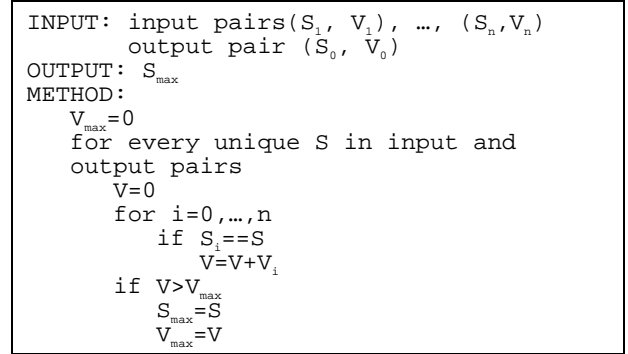 INPUT: input pairs(S₁, V₁), …, (Sₙ,Vₙ)
output pair (S₀, V₀)
OUTPUT: Sₘₐₓ
METHOD:
Vₘₐₓ=0
for every unique S in input and
output pairs
V=0
for i=0,…,n
if Sᵢ==S
V=V+Vᵢ
if V>Vₘₐₓ
Sₘₐₓ=S
Vₘₐₓ=V